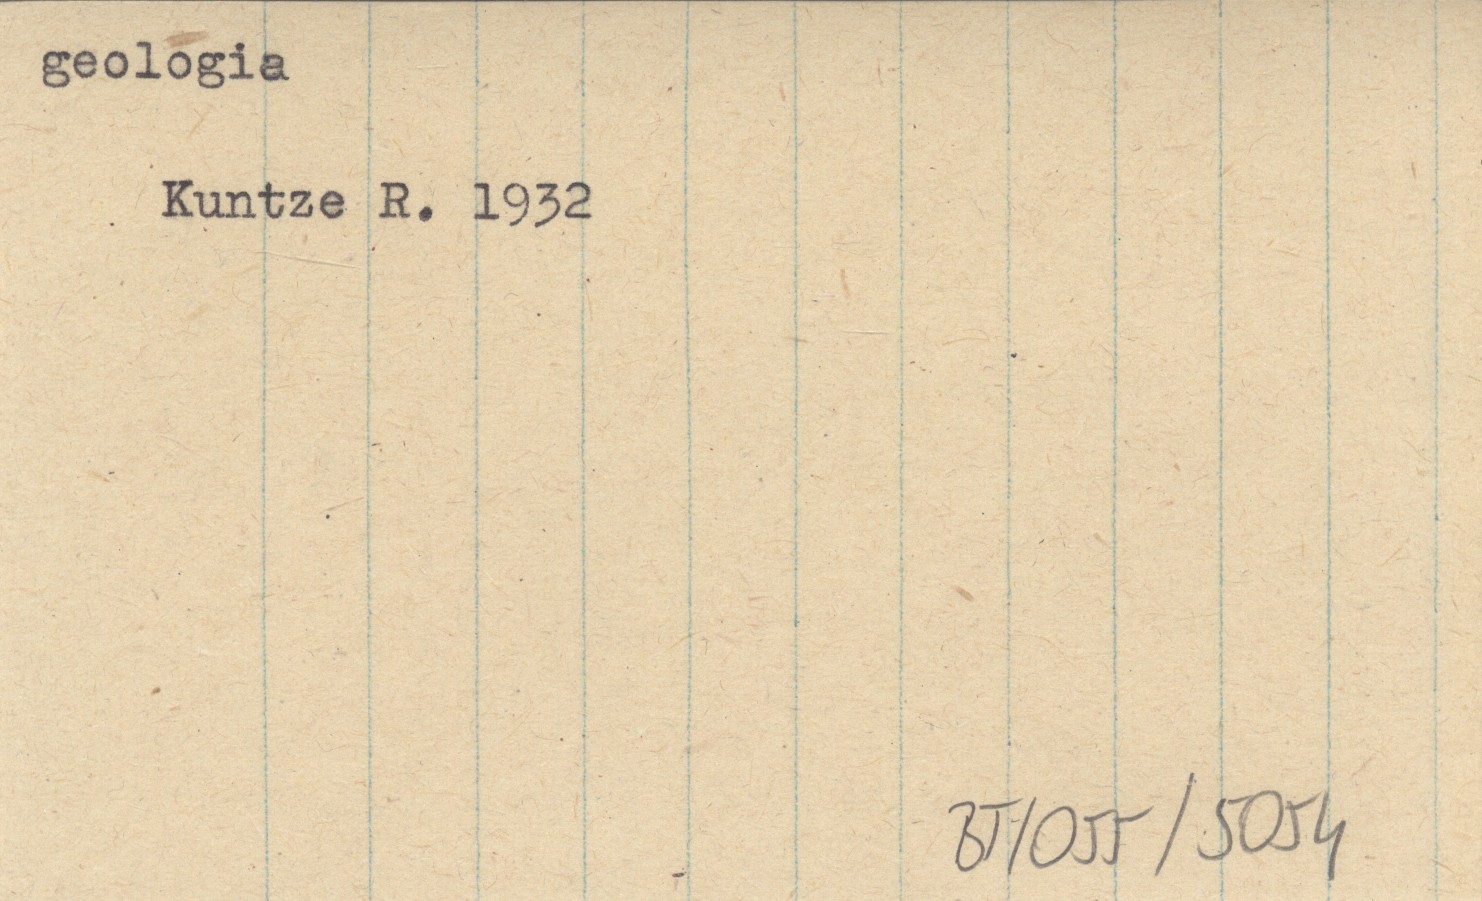 geologia
Kuntze R. 1932
BT/055/5054